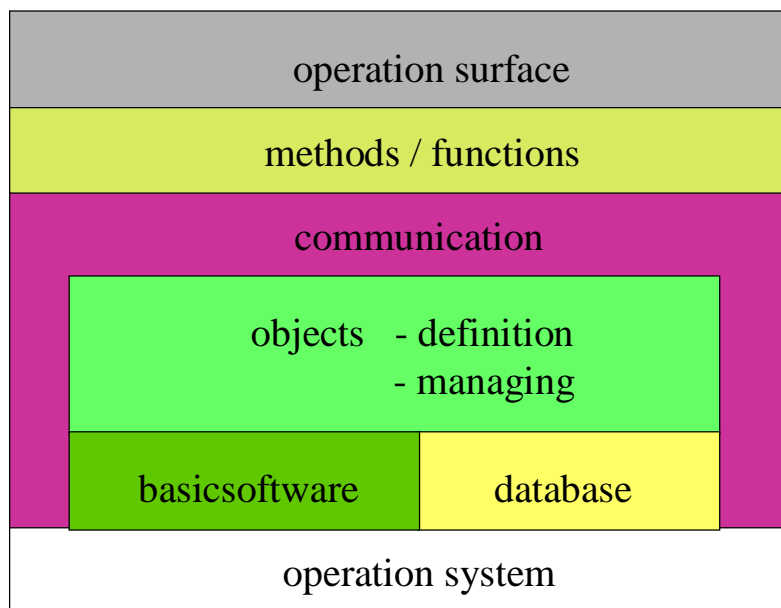 operation surface
methods / functions
communication
objects - definition
- managing
basicsoftware
database
operation system